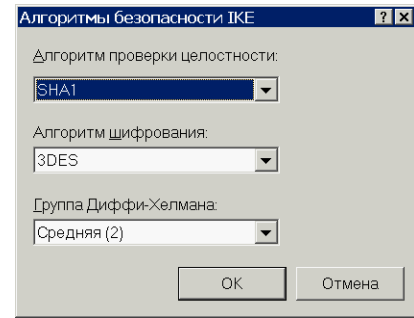 Алгоритмы безопасности IKE
Алгоритм проверки целостности:
SHA1
Алгоритм шифрования:
3DES
Группа Диффи-Хелмана:
Средняя (2)
OK
Отмена